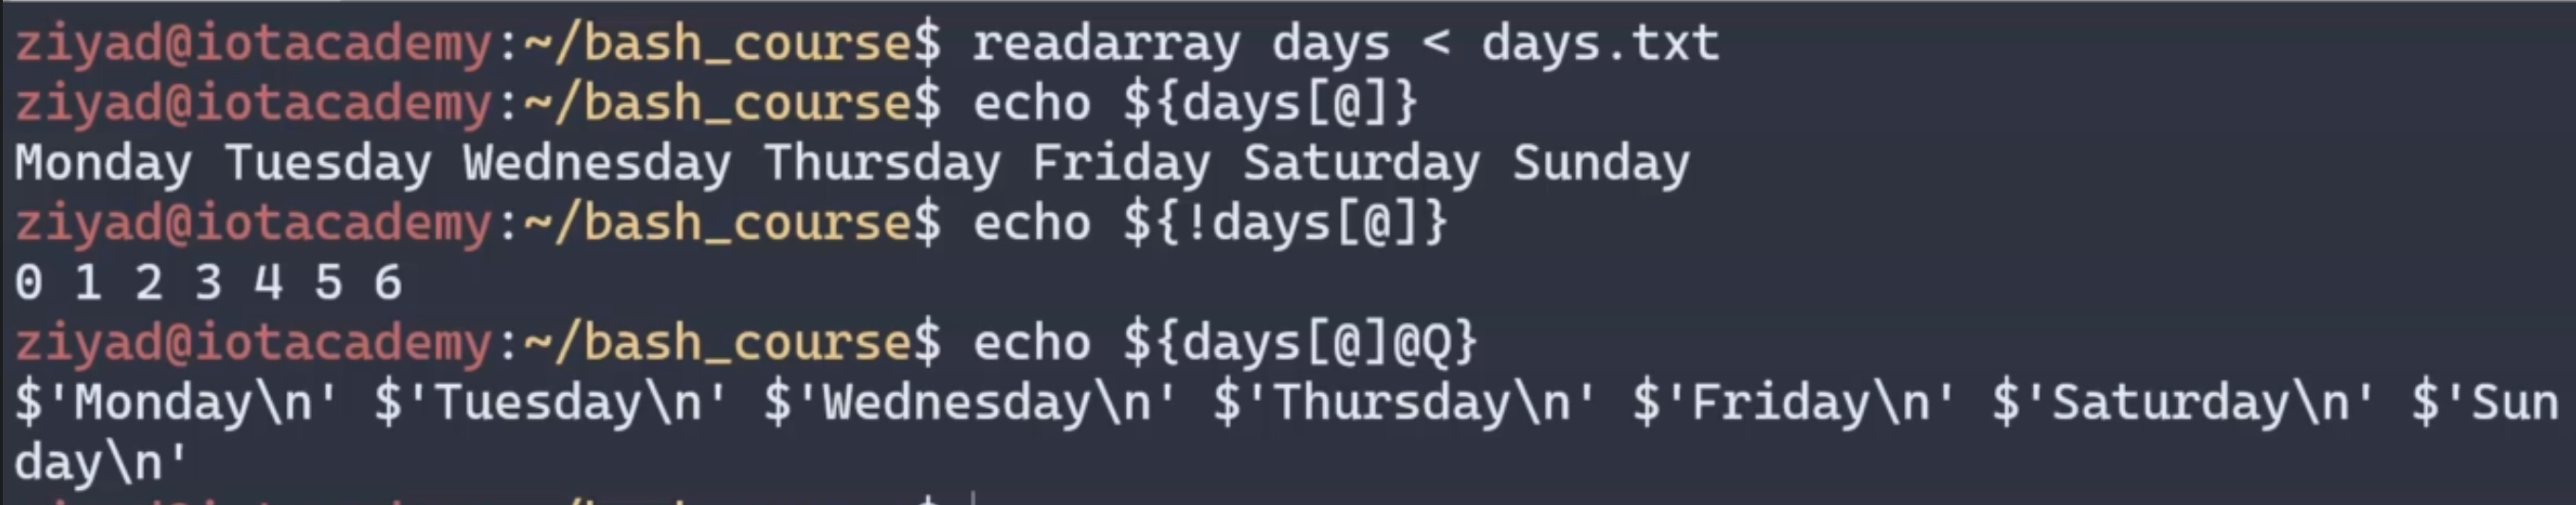 ziyad@iotacademy:~/bash_course$ readarray days < days.txt
ziyad@iotacademy:~/bash_course$ echo ${days[@]}
Monday Tuesday Wednesday Thursday Friday Saturday Sunday
ziyad@iotacademy:~/bash_course$ echo ${!days[@]}
0 1 2 3 4 5 6
ziyad@iotacademy:~/bash_course$ echo ${days[@]@Q}
$'Monday\n' $'Tuesday\n' $'Wednesday\n' $'Thursday\n' $'Friday\n' $'Saturday\n' $'Sun
day\n'